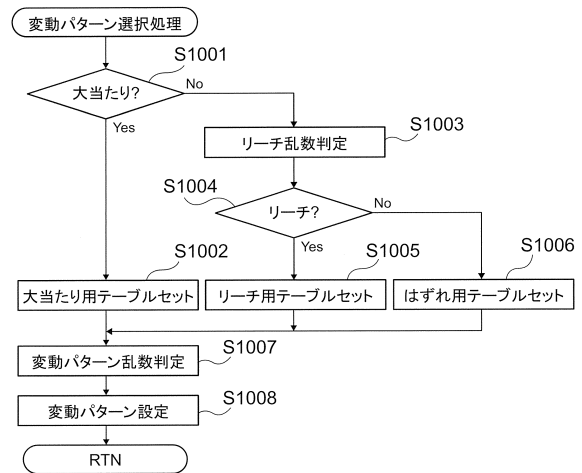 変動パターン選択処理
S1001
大当たり?
No
Yes
S1003
リーチ乱数判定
S1004
リーチ?
No
Yes
S1002
S1005
S1006
大当たり用テーブルセット
リーチ用テーブルセット
はずれ用テーブルセット
S1007
変動パターン乱数判定
S1008
変動パターン設定
RTN